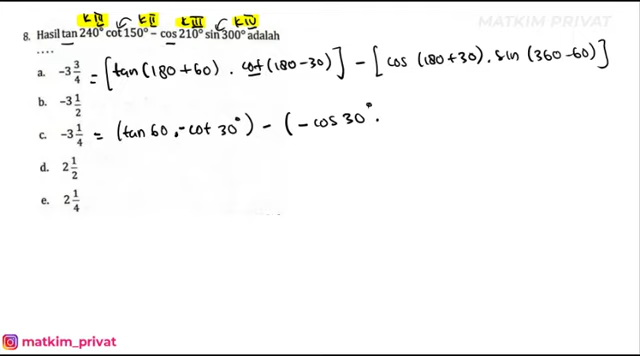 MATKIM PRIVAT
K III K II K III K IV
8. Hasil tan 240° cot 150° – cos 210° sin 300° adalah
....
a. -3 3/4 = [tan (180 + 60) . cot (180 - 30)] - [cos (180 + 30) . sin (360 - 60)]
b. -3 1/2
c. -3 1/4 = (tan 60 . - cot 30°) - (- cos 30° .
d. 2 1/2
e. 2 1/4
matkim_privat